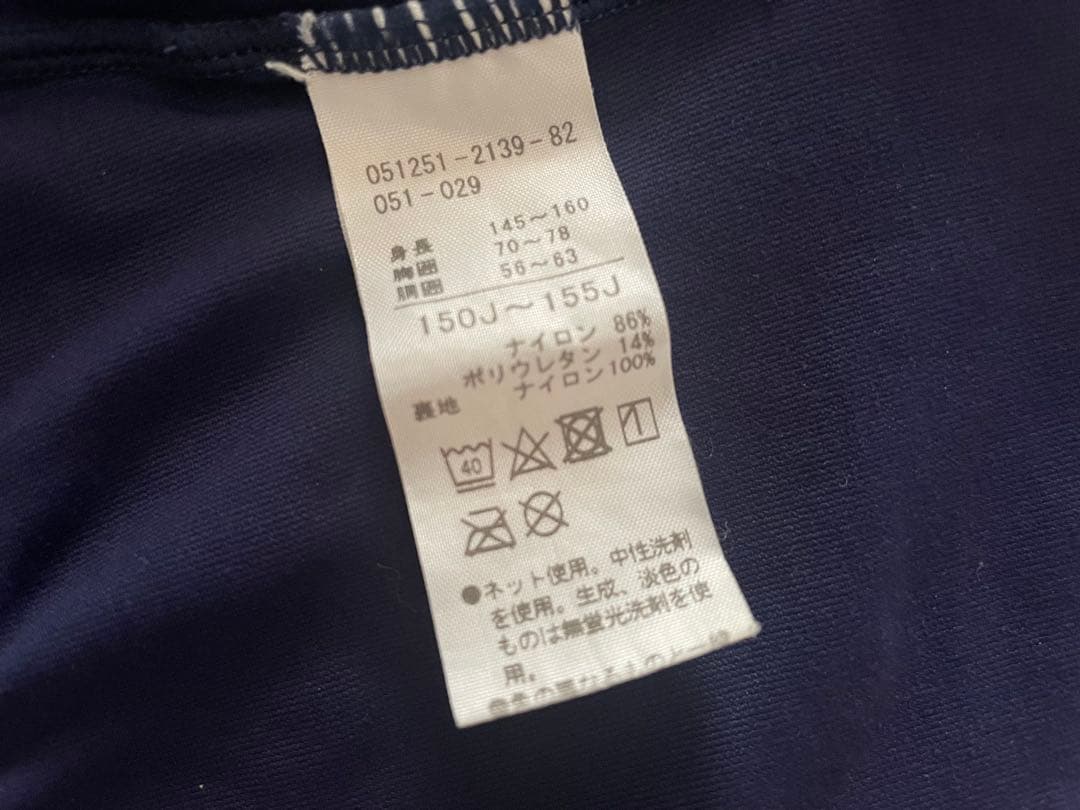 051251-2139-82
051-029
身長 145～160
胸囲 70～78
胴囲 56～63
150J～155J
ナイロン 86%
ポリウレタン 14%
裏地 ナイロン100%
40
●ネット使用。中性洗剤
を使用。生成、淡色の
ものは無蛍光洗剤を使
用。